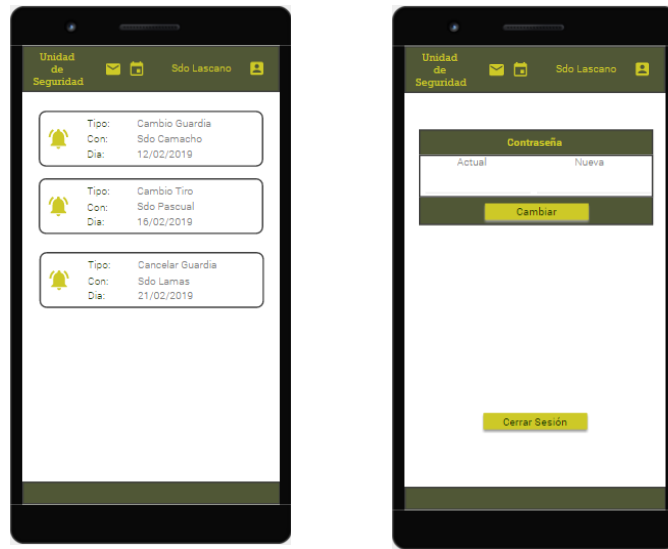 Unidad
de
Seguridad
Sdo Lascano
Tipo: Cambio Guardia
Con: Sdo Camacho
Dia: 12/02/2019
Tipo: Cambio Tiro
Con: Sdo Pascual
Dia: 16/02/2019
Tipo: Cancelar Guardia
Con: Sdo Lamas
Dia: 21/02/2019
Unidad
de
Seguridad
Sdo Lascano
Contraseña
Actual Nueva
Cambiar
Cerrar Sesión